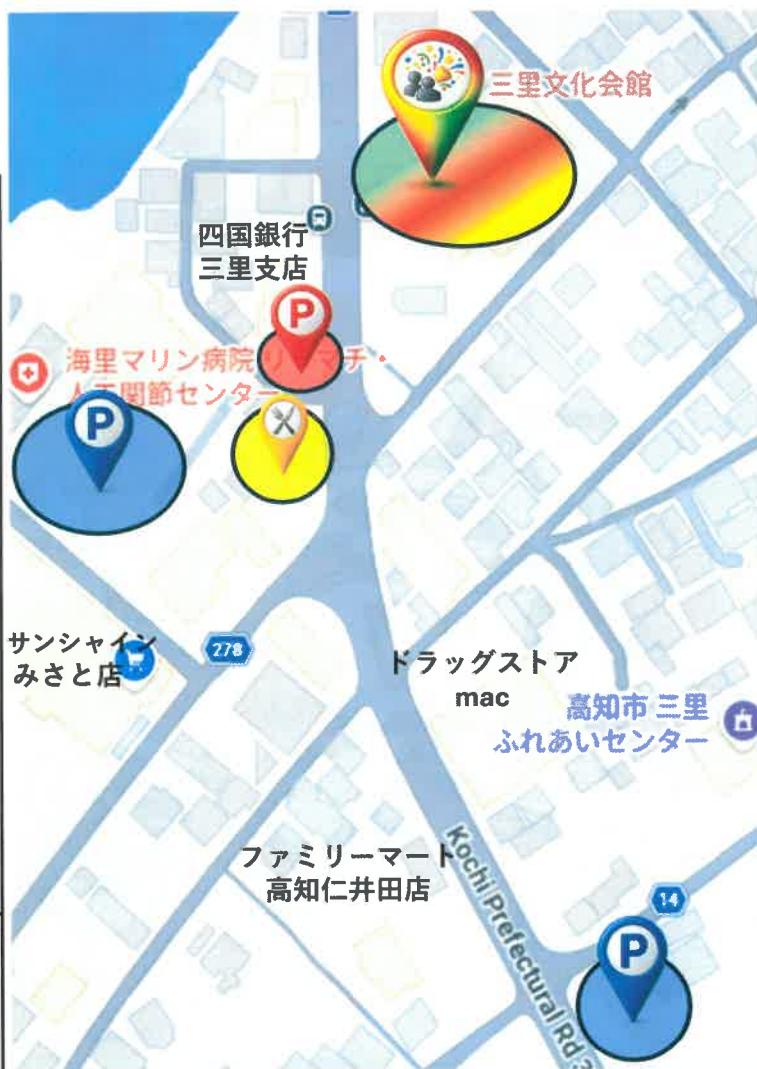 三里文化会館
四国銀行
三里支店
P
海里マリン病院 リウマチ・
人工関節センター
P
サンシャイン
みさと店
278
ドラッグストア
mac
高知市 三里
ふれあいセンター
ファミリーマート
高知仁井田店
Kochi Prefectural Rd
14
P